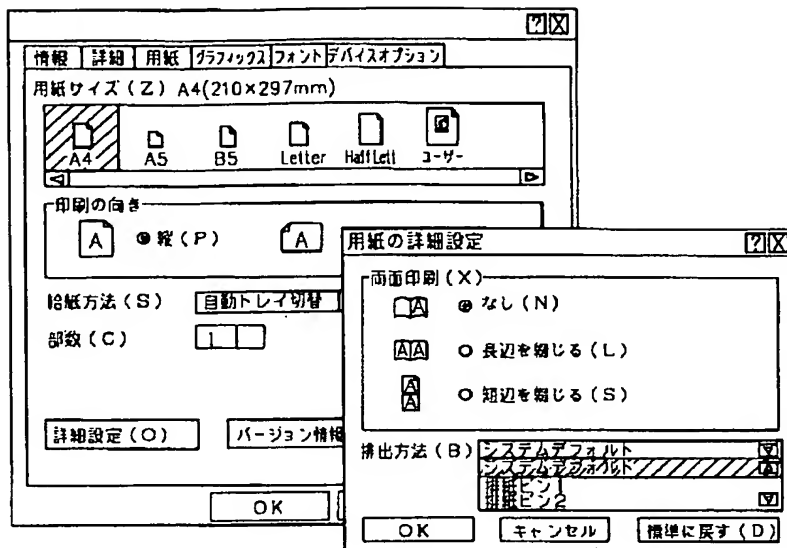 ? X
情報 詳細 用紙 グラフィックス フォント デバイスオプション
用紙サイズ(Z) A4(210×297mm)
A4 A5 B5 Letter HalfLett ユーザー
印刷の向き
A 縦(P) A
給紙方法(S) 自動トレイ切替
部数(C) 1
詳細設定(O) バージョン情報
OK
用紙の詳細設定 ? X
両面印刷(X)
A なし(N)
A A 長辺を綴じる(L)
A A 短辺を綴じる(S)
排出方法(B) システムデフォルト
システムデフォルト
排紙ビン1
排紙ビン2
OK キャンセル 標準に戻す(D)